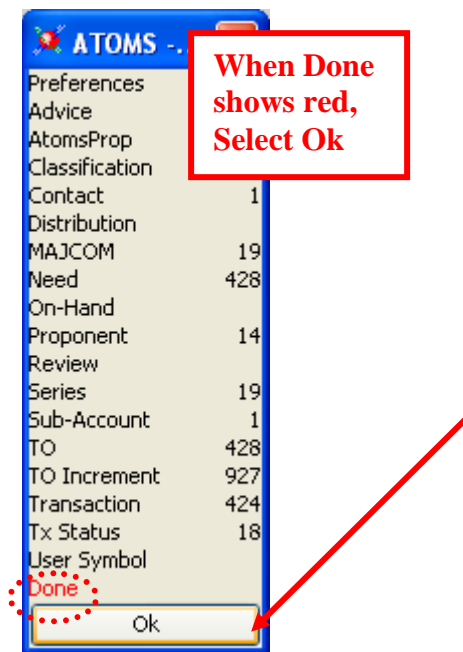 ATOMS -..
When Done
shows red,
Select Ok
Preferences
Advice
AtomsProp
Classification
Contact 1
Distribution
MAJCOM 19
Need 428
On-Hand
Proponent 14
Review
Series 19
Sub-Account 1
TO 428
TO Increment 927
Transaction 424
Tx Status 18
User Symbol
Done
Ok